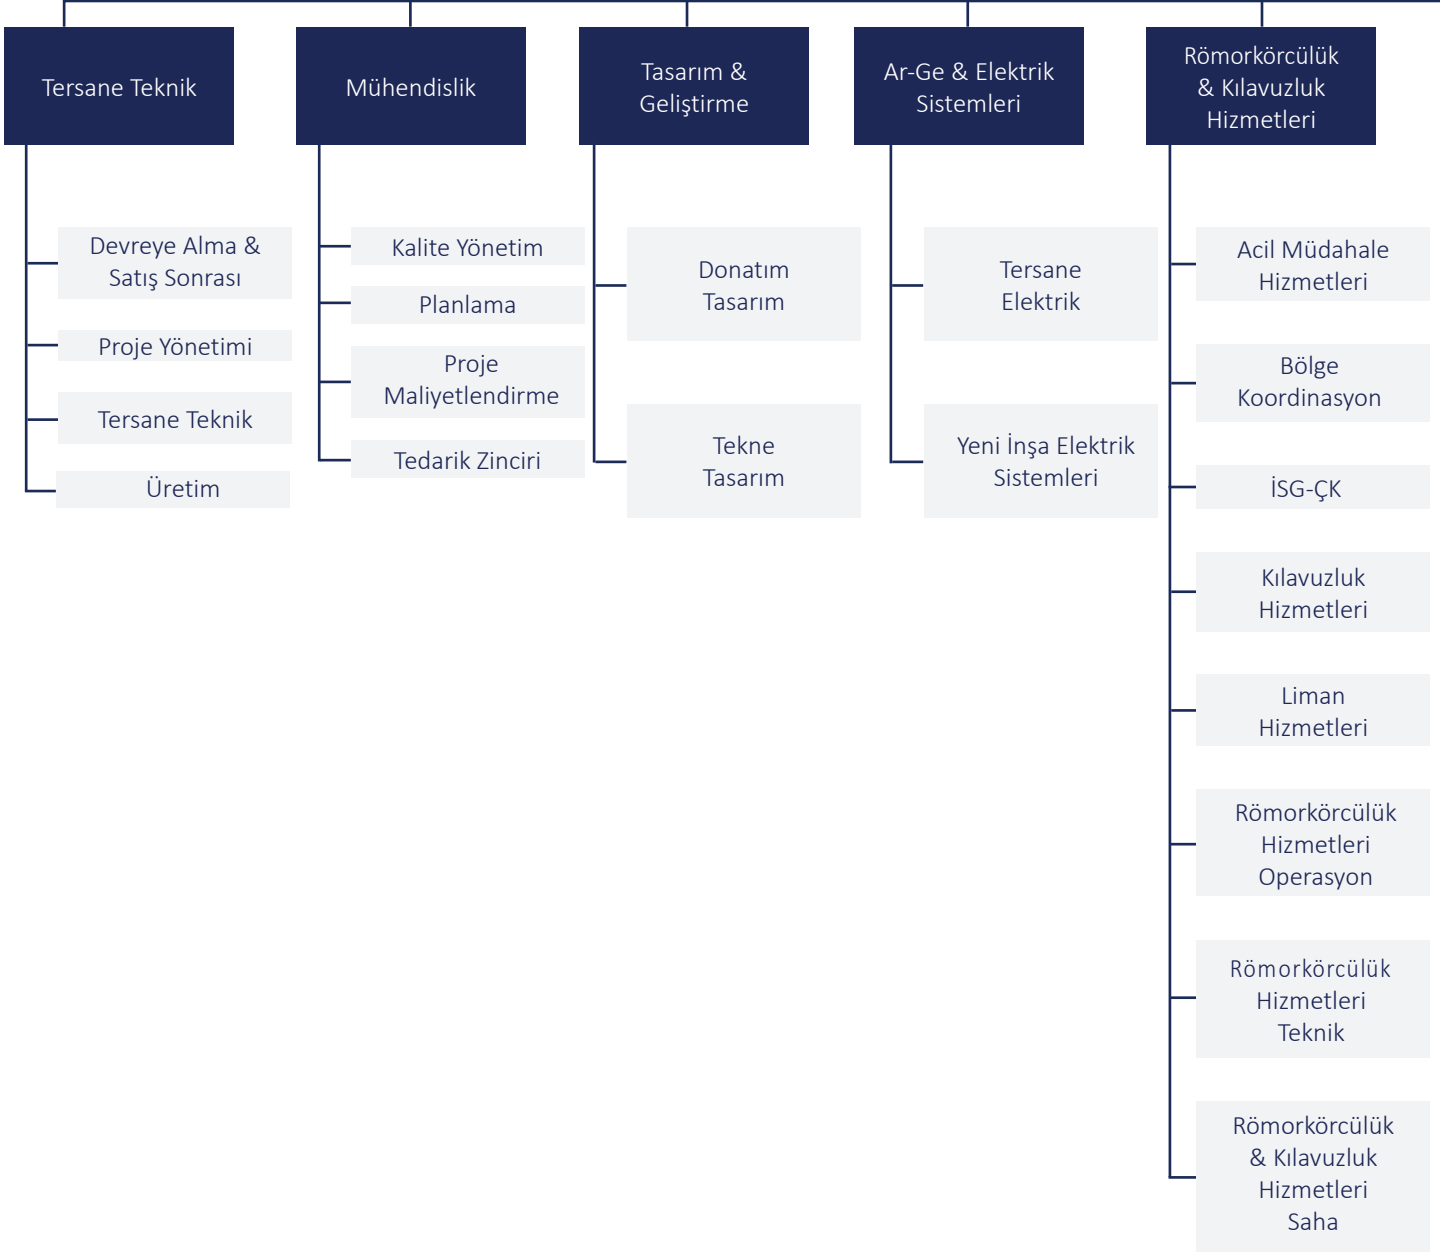 Tersane Teknik
Devreye Alma &
Satış Sonrası
Proje Yönetimi
Tersane Teknik
Üretim
Mühendislik
Kalite Yönetim
Planlama
Proje
Maliyetlendirme
Tedarik Zinciri
Tasarım &
Geliştirme
Donatım
Tasarım
Tekne
Tasarım
Ar-Ge & Elektrik
Sistemleri
Tersane
Elektrik
Yeni İnşa Elektrik
Sistemleri
Römorkörcülük
& Kılavuzluk
Hizmetleri
Acil Müdahale
Hizmetleri
Bölge
Koordinasyon
İSG-ÇK
Kılavuzluk
Hizmetleri
Liman
Hizmetleri
Römorkörcülük
Hizmetleri
Operasyon
Römorkörcülük
Hizmetleri
Teknik
Römorkörcülük
& Kılavuzluk
Hizmetleri
Saha